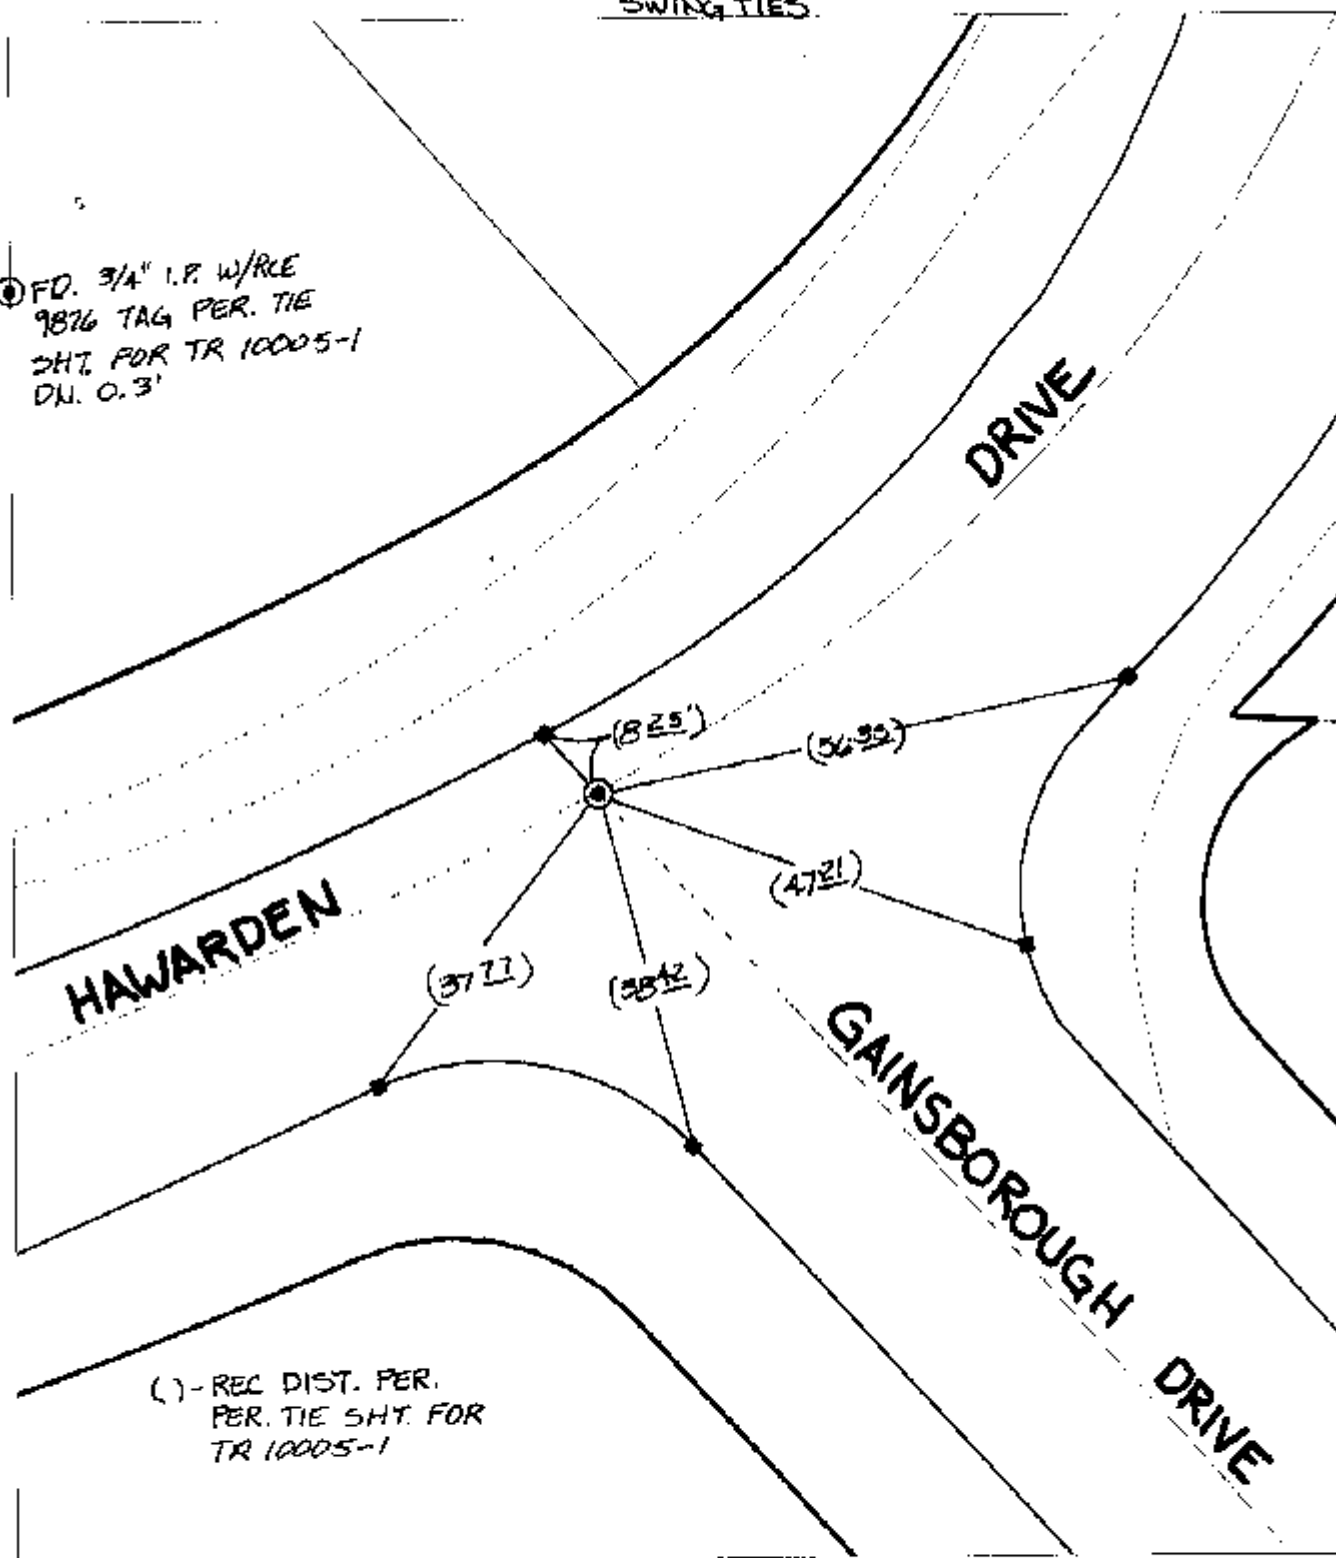 SWING TIES
FD. 3/4" I.P. W/RCE
9876 TAG PER. TIE
SHT. FOR TR 10005-1
DN. 0.3'
DRIVE
(8 25')
(56 35)
(47 21)
HAWARDEN
(37 77)
(38 42)
GAINSBOROUGH DRIVE
( ) - REC DIST. PER.
PER. TIE SHT. FOR
TR 10005-1